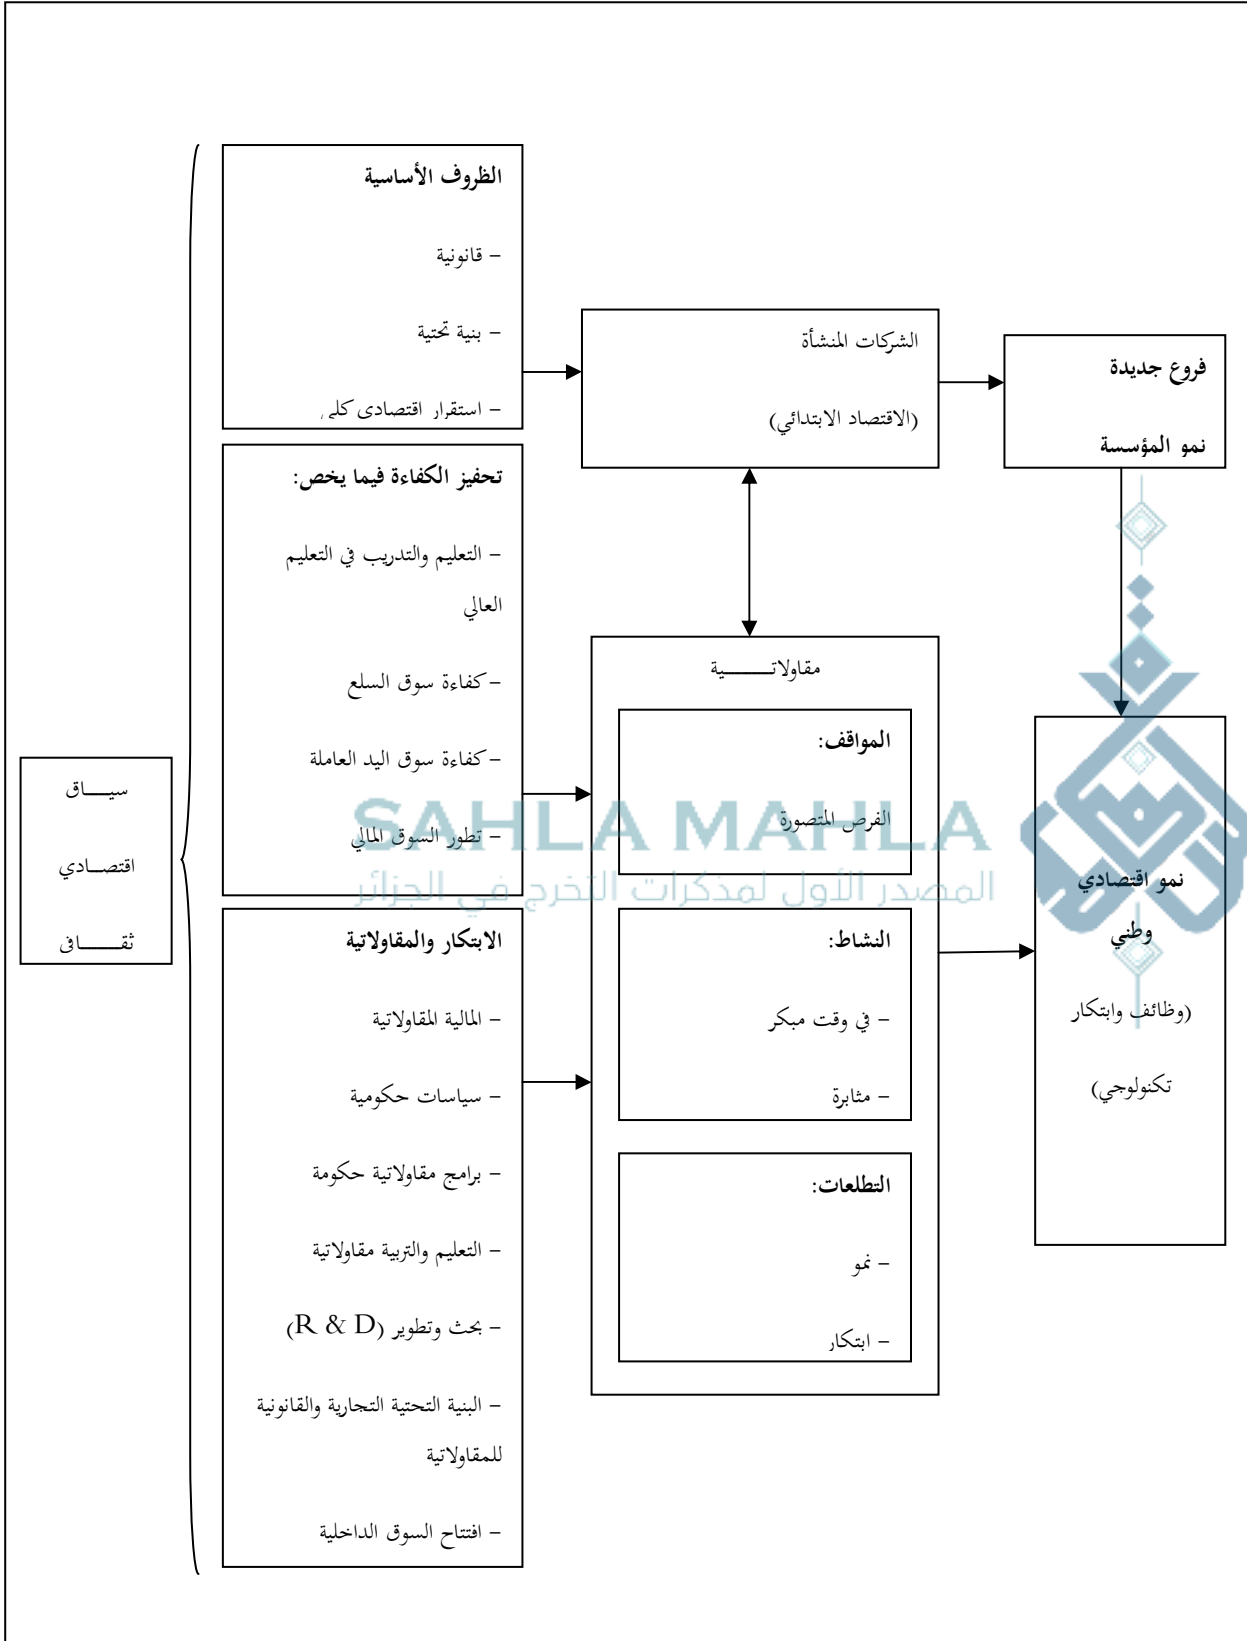 الظروف الأساسية
– قانونية
– بنية تحتية
– استقرار اقتصادي كلي
تحفيز الكفاءة فيما يخص:
– التعليم والتدريب في التعليم
العالي
– كفاءة سوق السلع
– كفاءة سوق اليد العاملة
– تطور السوق المالي
الابتكار والمقاولاتية
– المالية المقاولاتية
– سياسات حكومية
– برامج مقاولاتية حكومة
– التعليم والتربية مقاولاتية
– بحث وتطوير (R & D)
– البنية التحتية التجارية والقانونية
للمقاولاتية
– افتتاح السوق الداخلية
سيـــاق
اقتصــادي
ثقــــافي
الشركات المنشأة
(الاقتصاد الابتدائي)
مقاولاتـــــــية
المواقف:
الفرص المتصورة
النشاط:
– في وقت مبكر
– مثابرة
التطلعات:
– نمو
– ابتكار
فروع جديدة
نمو المؤسسة
نمو اقتصادي
وطني
(وظائف وابتكار
تكنولوجي)
SAHLA MAHLA
المصدر الأول لمذكرات التخرج في الجزائر